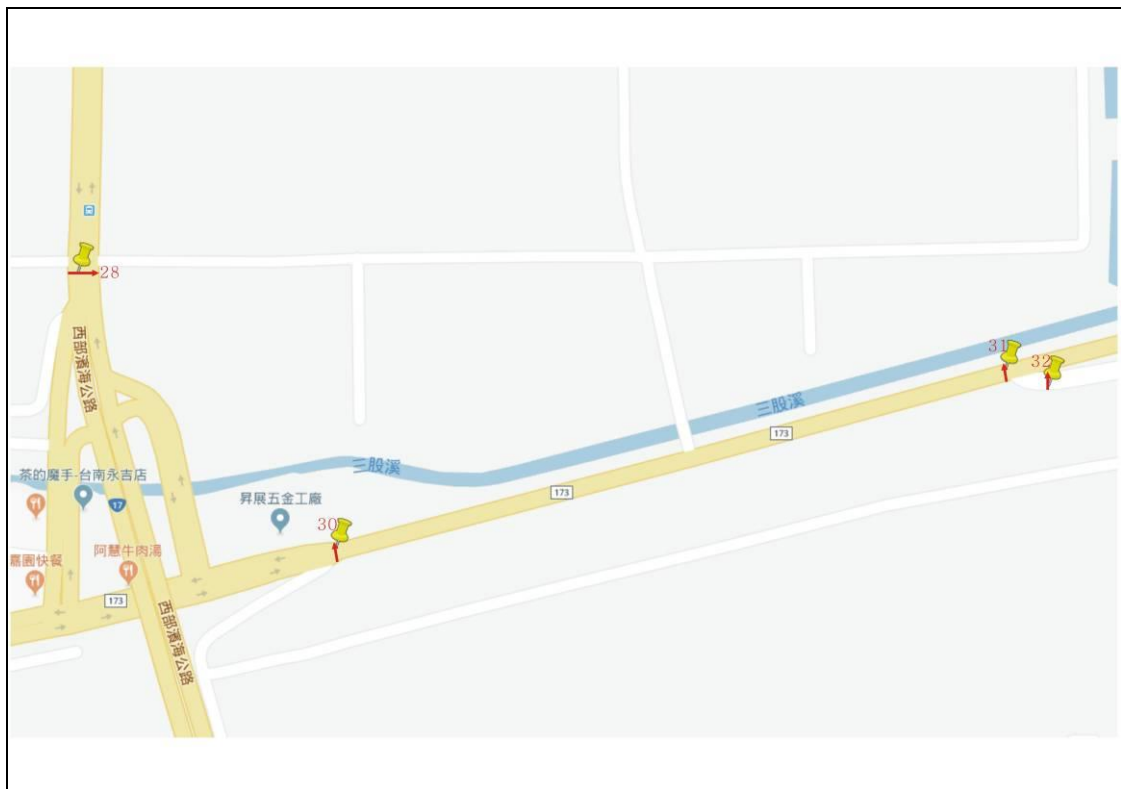 28
西部濱海公路
31
32
三股溪
173
三股溪
茶的魔手-台南永吉店
17
昇展五金工廠
173
30
阿慧牛肉湯
嘉園快餐
173
西部濱海公路